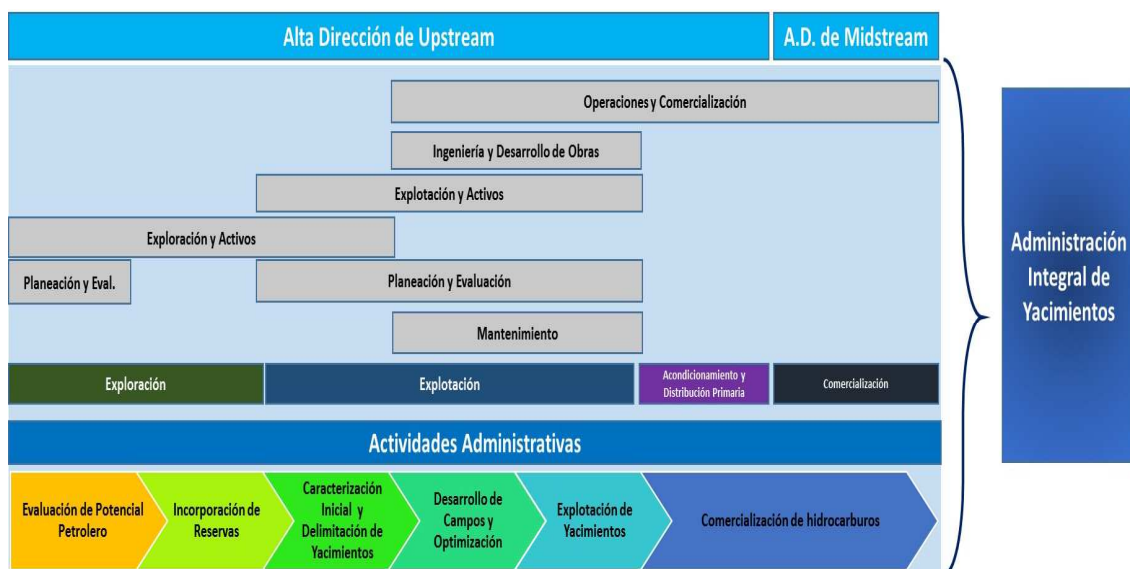 Alta Dirección de Upstream
A.D. de Midstream
Operaciones y Comercialización
Ingeniería y Desarrollo de Obras
Explotación y Activos
Exploración y Activos
Planeación y Eval.
Planeación y Evaluación
Mantenimiento
Exploración
Explotación
Acondicionamiento y
Distribución Primaria
Comercialización
Actividades Administrativas
Evaluación de Potencial
Petrolero
Incorporación de
Reservas
Caracterización
Inicial y
Delimitación de
Yacimientos
Desarrollo de
Campos y
Optimización
Explotación de
Yacimientos
Comercialización de hidrocarburos
Administración
Integral de
Yacimientos